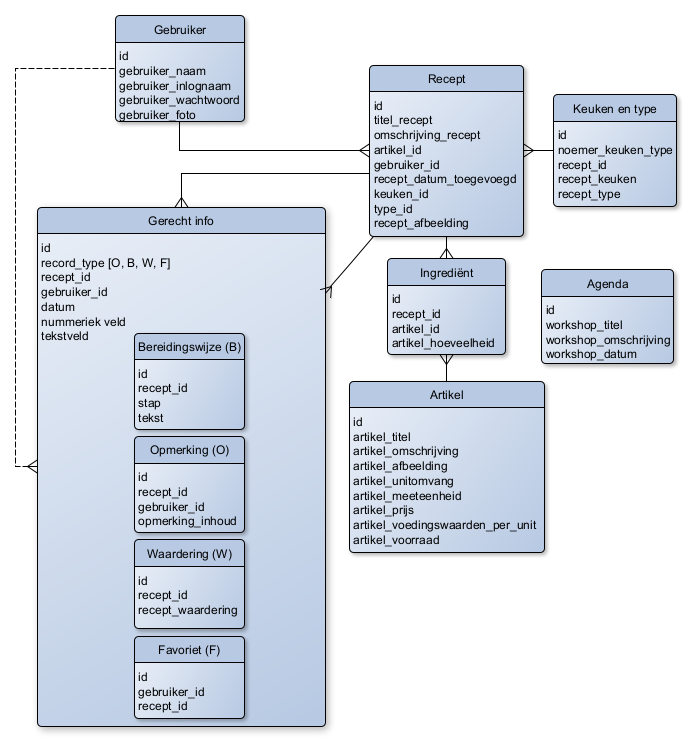 Gebruiker
id
gebruiker_naam
gebruiker_inlognaam
gebruiker_wachtwoord
gebruiker_foto
Recept
id
titel_recept
omschrijving_recept
artikel_id
gebruiker_id
recept_datum_toegevoegd
keuken_id
type_id
recept_afbeelding
Keuken en type
id
noemer_keuken_type
recept_id
recept_keuken
recept_type
Gerecht info
id
record_type [O, B, W, F]
recept_id
gebruiker_id
datum
nummeriek veld
tekstveld
Bereidingswijze (B)
id
recept_id
stap
tekst
Opmerking (O)
id
recept_id
gebruiker_id
opmerking_inhoud
Waardering (W)
id
recept_id
recept_waardering
Favoriet (F)
id
gebruiker_id
recept_id
Ingrediënt
id
recept_id
artikel_id
artikel_hoeveelheid
Agenda
id
workshop_titel
workshop_omschrijving
workshop_datum
Artikel
id
artikel_titel
artikel_omschrijving
artikel_afbeelding
artikel_unitomvang
artikel_meeteenheid
artikel_prijs
artikel_voedingswaarden_per_unit
artikel_voorraad